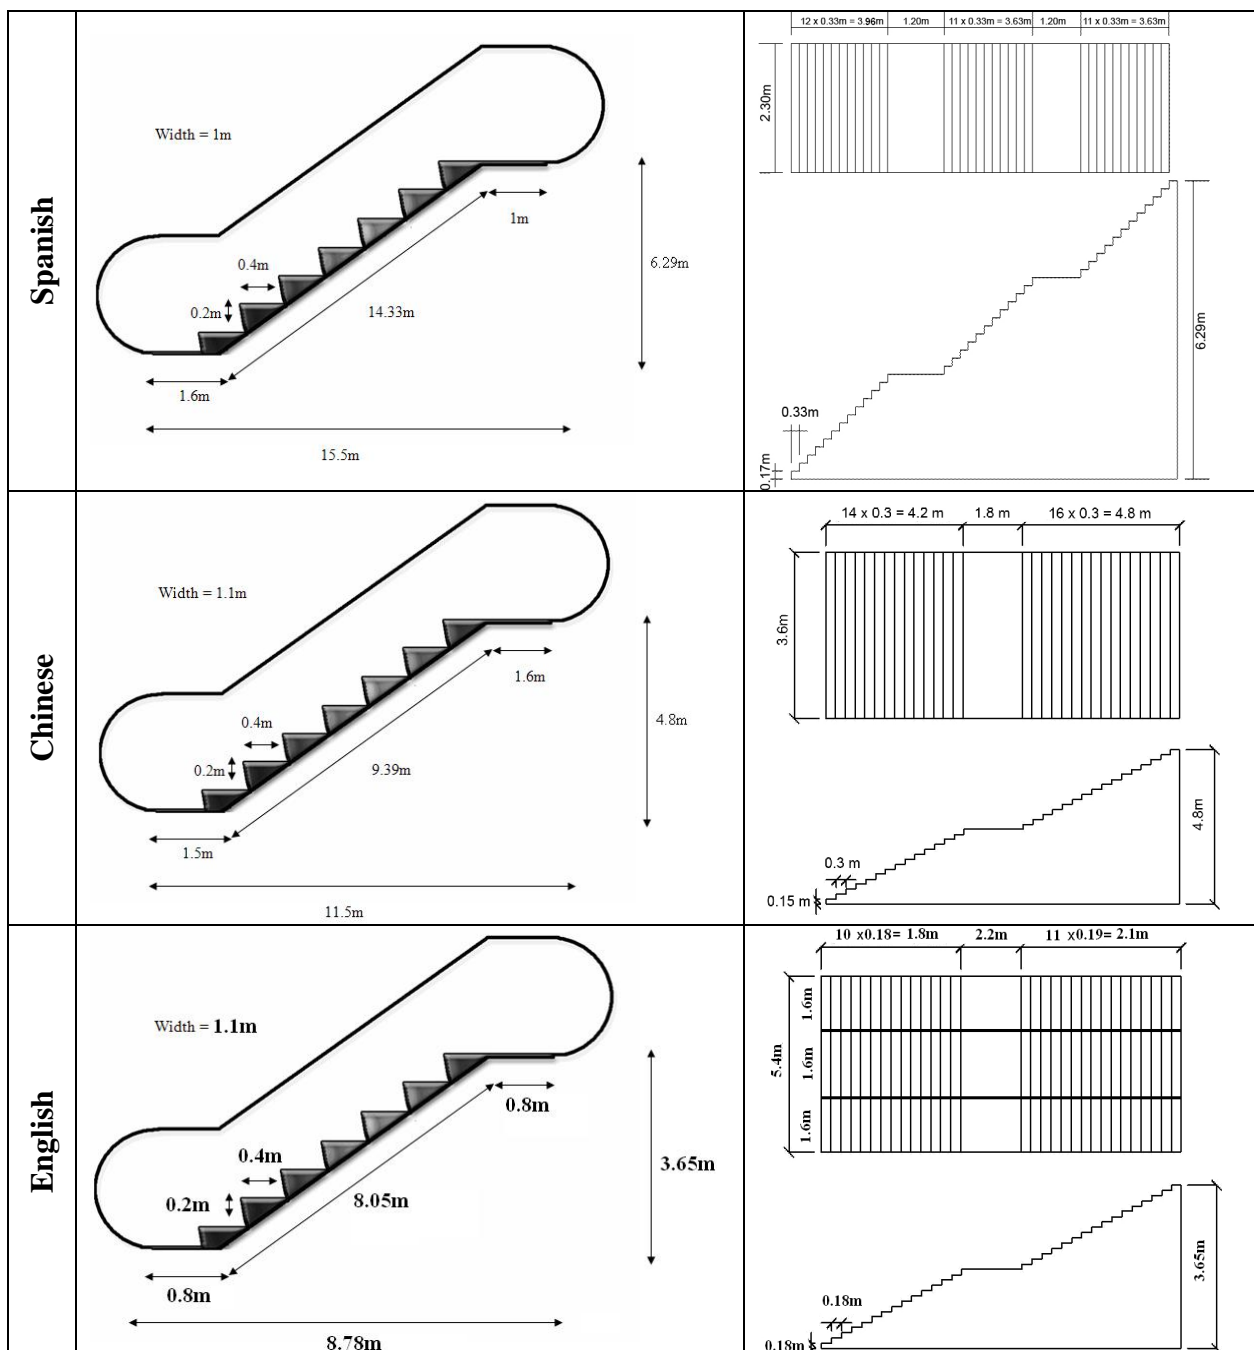 Spanish
Width = 1m
0.4m
0.2m
14.33m
1m
6.29m
1.6m
15.5m
12 x 0.33m = 3.96m
1.20m
11 x 0.33m = 3.63m
1.20m
11 x 0.33m = 3.63m
2.30m
0.33m
0.17m
6.29m
Chinese
Width = 1.1m
0.4m
0.2m
9.39m
1.6m
4.8m
1.5m
11.5m
14 x 0.3 = 4.2 m
1.8 m
16 x 0.3 = 4.8 m
3.6m
0.3 m
0.15 m
4.8m
English
Width = 1.1m
0.4m
0.2m
8.05m
0.8m
3.65m
0.8m
8.78m
10 x0.18= 1.8m
2.2m
11 x0.19= 2.1m
5.4m
1.6m
1.6m
1.6m
0.18m
0.18m
3.65m